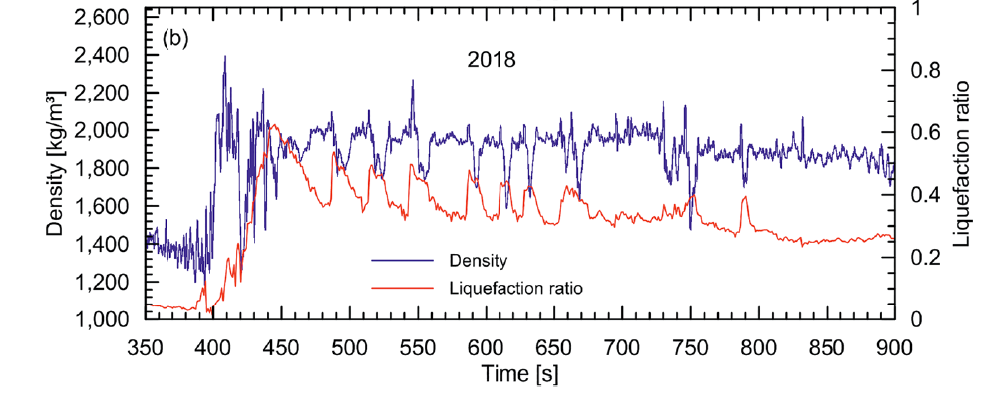 (b)
2018
Density [kg/m³]
2,600
2,400
2,200
2,000
1,800
1,600
1,400
1,200
1,000
1
0.8
0.6
0.4
0.2
0
Liquefaction ratio
Density
Liquefaction ratio
350 400 450 500 550 600 650 700 750 800 850 900
Time [s]